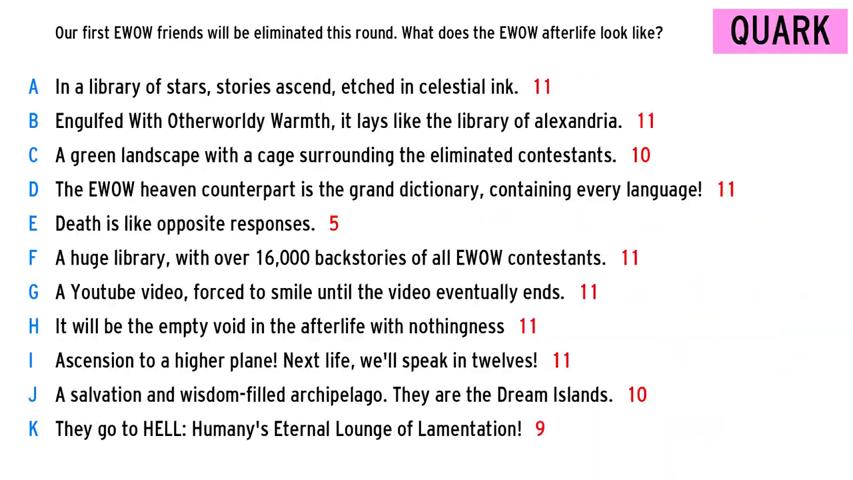 Our first EWOW friends will be eliminated this round. What does the EWOW afterlife look like?
QUARK
A In a library of stars, stories ascend, etched in celestial ink. 11
B Engulfed With Otherworldy Warmth, it lays like the library of alexandria. 11
C A green landscape with a cage surrounding the eliminated contestants. 10
D The EWOW heaven counterpart is the grand dictionary, containing every language! 11
E Death is like opposite responses. 5
F A huge library, with over 16,000 backstories of all EWOW contestants. 11
G A Youtube video, forced to smile until the video eventually ends. 11
H It will be the empty void in the afterlife with nothingness 11
I Ascension to a higher plane! Next life, we'll speak in twelves! 11
J A salvation and wisdom-filled archipelago. They are the Dream Islands. 10
K They go to HELL: Humany's Eternal Lounge of Lamentation! 9